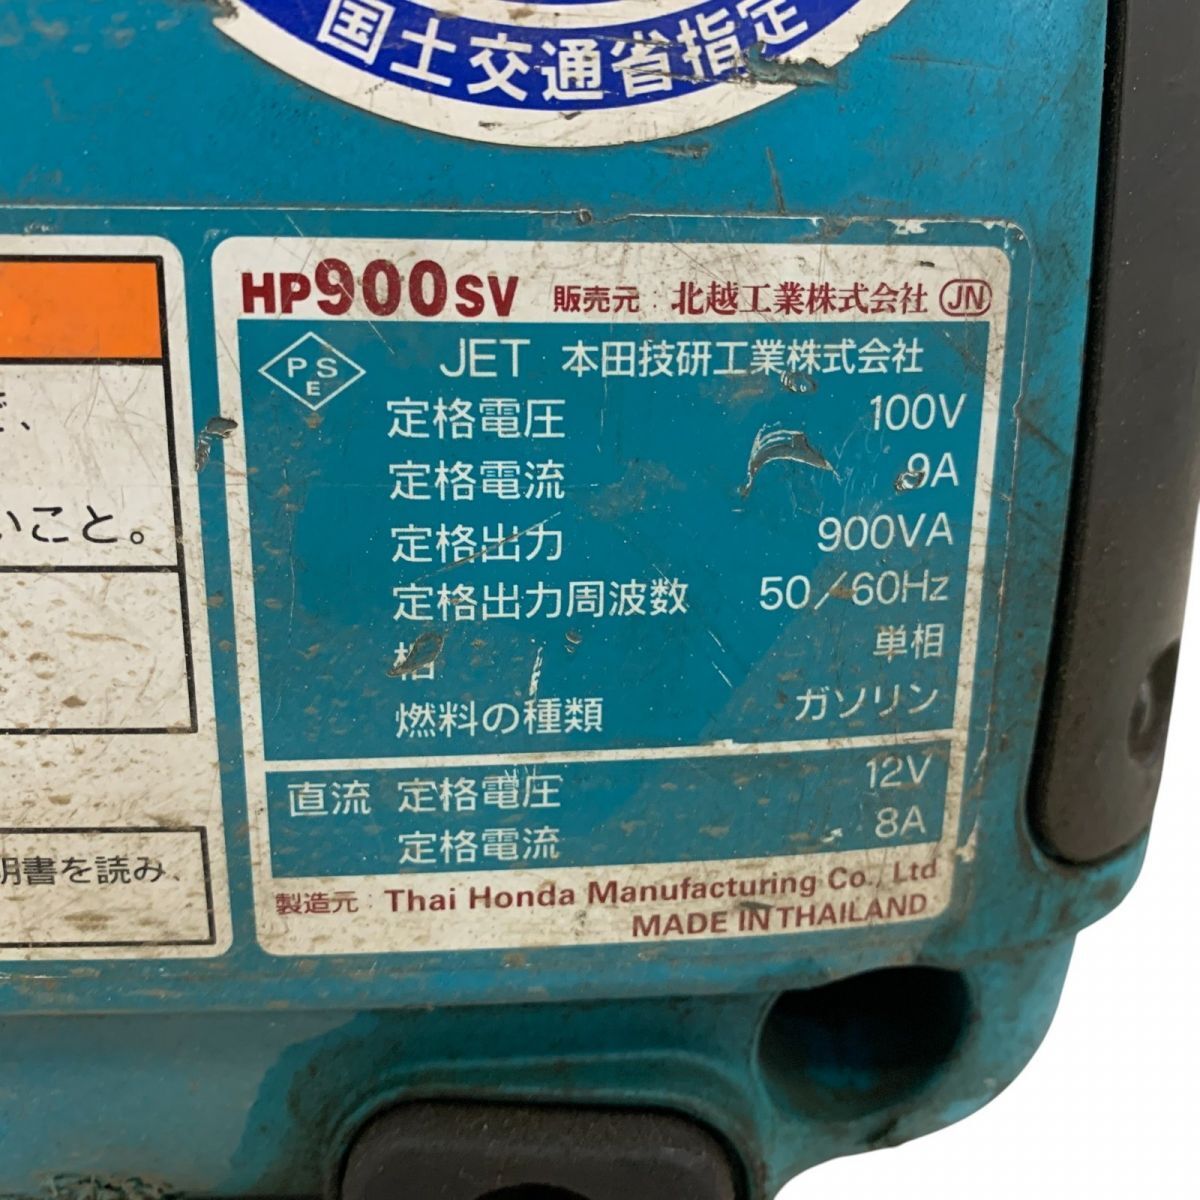 国土交通省指定
HP900SV 販売元: 北越工業株式会社 JN
PSE JET 本田技研工業株式会社
定格電圧 100V
定格電流 9A
定格出力 900VA
定格出力周波数 50/60Hz
相 単相
燃料の種類 ガソリン
直流 定格電圧 12V
定格電流 8A
製造元: Thai Honda Manufacturing Co., Ltd
MADE IN THAILAND
いこと。
明書を読み、